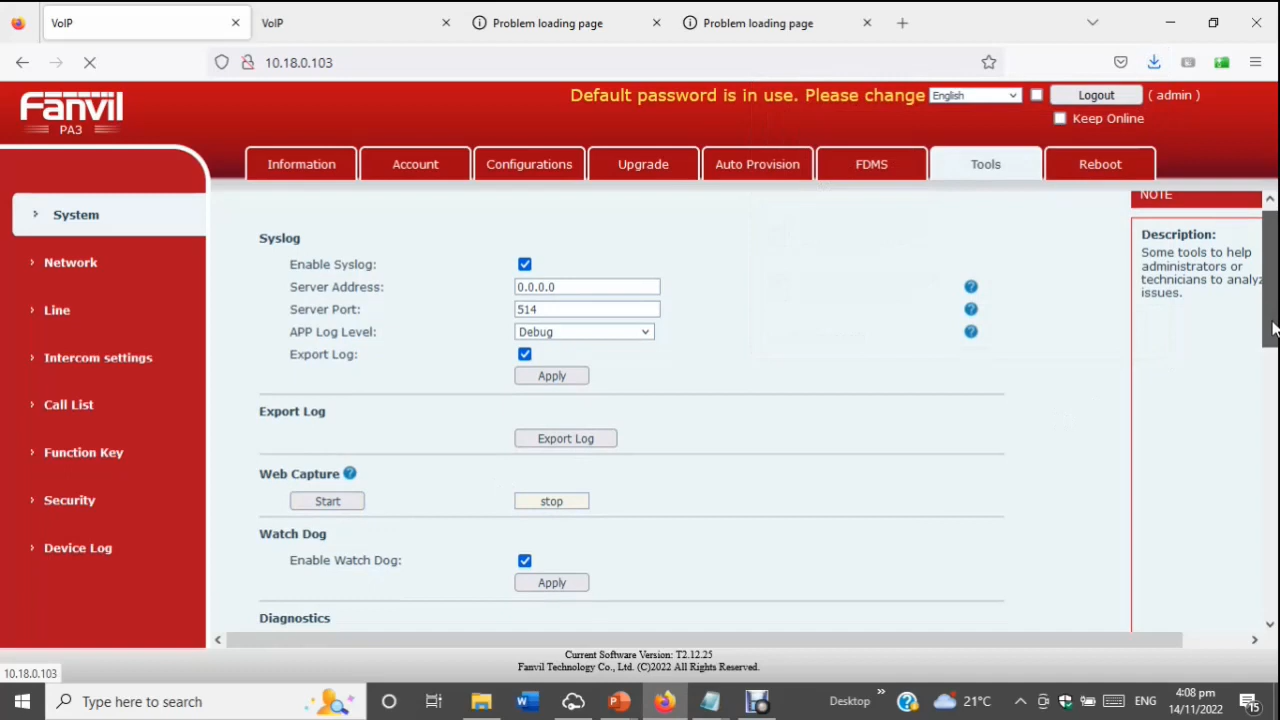 VoIP
VoIP
Problem loading page
Problem loading page
10.18.0.103
Fanvil
PA3
Default password is in use. Please change
English
Logout
( admin )
Keep Online
Information
Account
Configurations
Upgrade
Auto Provision
FDMS
Tools
Reboot
System
Network
Line
Intercom settings
Call List
Function Key
Security
Device Log
Syslog
Enable Syslog:
Server Address: 0.0.0.0
Server Port: 514
APP Log Level: Debug
Export Log:
Apply
Export Log
Export Log
Web Capture
Start
stop
Watch Dog
Enable Watch Dog:
Apply
Diagnostics
NOTE
Description:
Some tools to help
administrators or
technicians to analyz
issues.
10.18.0.103
Current Software Version: T2.12.25
Fanvil Technology Co., Ltd. (C)2022 All Rights Reserved.
Type here to search
Desktop
21°C
ENG
4:08 pm
14/11/2022
15